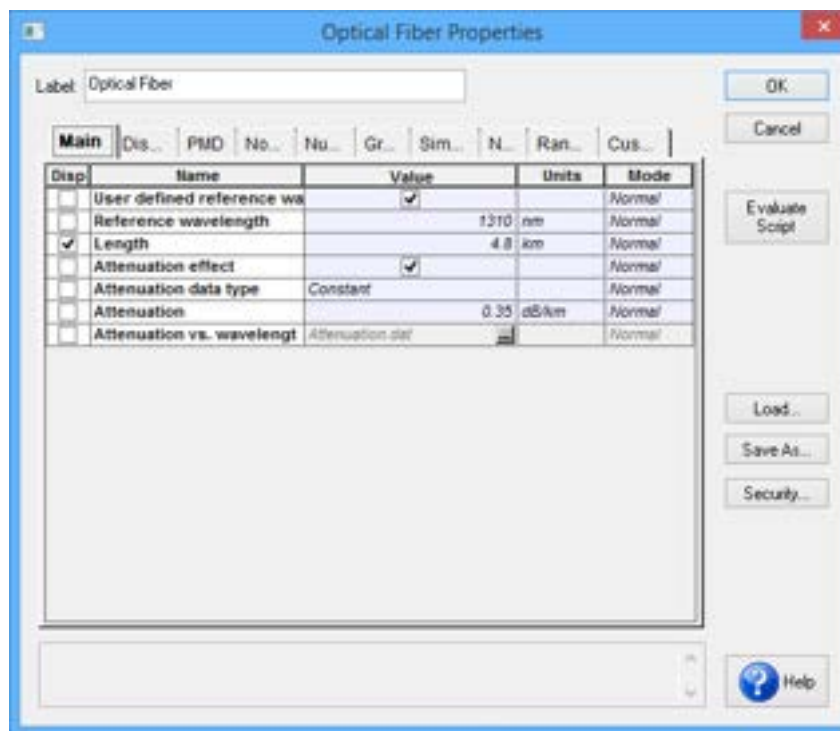 Optical Fiber Properties
Label: Optical Fiber
OK
Cancel
Evaluate Script
Load...
Save As...
Security...
Help
Main Dis... PMD No... Nu... Gr... Sim... N... Ran... Cus...
Disp Name Value Units Mode
User defined reference wa Normal
Reference wavelength 1310 nm Normal
Length 4.8 km Normal
Attenuation effect Normal
Attenuation data type Constant Normal
Attenuation 0.35 dB/km Normal
Attenuation vs. wavelengt Attenuation.dat ... Normal